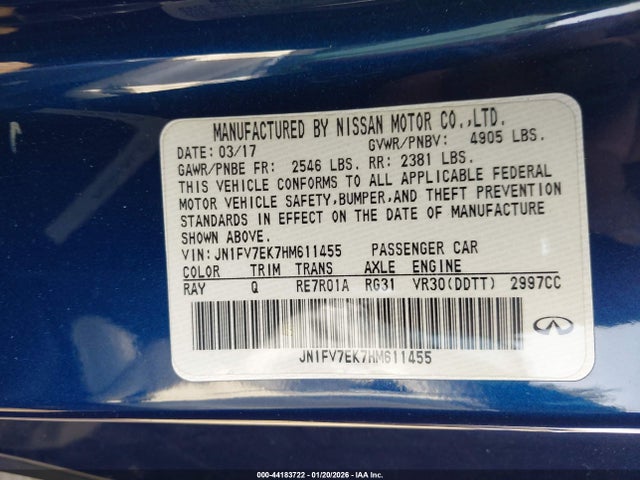 MANUFACTURED BY NISSAN MOTOR CO.,LTD.
DATE: 03/17 GVWR/PNBV: 4905 LBS.
GAWR/PNBE FR: 2546 LBS. RR: 2381 LBS.
THIS VEHICLE CONFORMS TO ALL APPLICABLE FEDERAL
MOTOR VEHICLE SAFETY,BUMPER,AND THEFT PREVENTION
STANDARDS IN EFFECT ON THE DATE OF MANUFACTURE
SHOWN ABOVE.
VIN:JN1FV7EK7HM611455 PASSENGER CAR
COLOR TRIM TRANS AXLE ENGINE
RAY Q RE7R01A RG31 VR30(DDTT) 2997CC
JN1FV7EK7HM611455
000-44183722 - 01/20/2026 - IAA Inc.